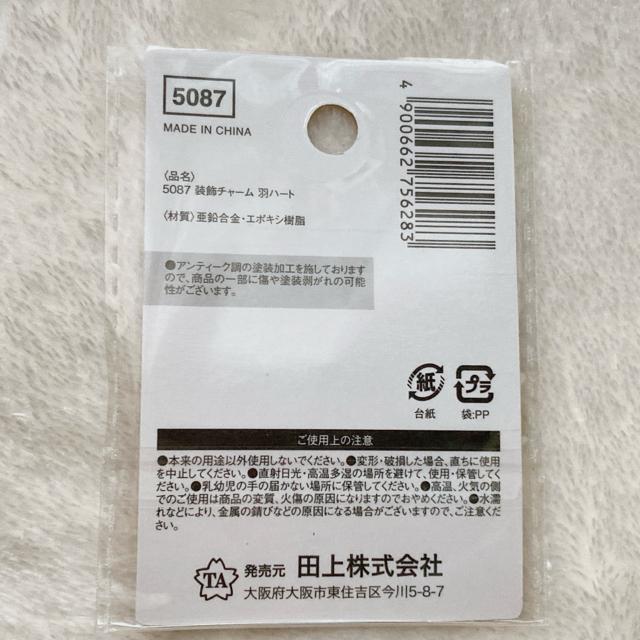 5087
MADE IN CHINA
4 900662 756283
〈品名〉
5087 装飾チャーム 羽ハート
〈材質〉亜鉛合金・エポキシ樹脂
●アンティーク調の塗装加工を施しております
ので、商品の一部に傷や塗装剥がれの可能
性がございます。
紙
プラ
台紙
袋:PP
ご使用上の注意
●本来の用途以外使用しないでください。●変形・破損した場合、直ちに使用
を中止してください。●直射日光・高温多湿の場所を避けて、使用・保管してく
ださい。●乳幼児の手の届かない場所に保管してください。●高温、火気の側
でのご使用は商品の変質、火傷の原因になりますのでおやめください。●水濡
れなどにより、金属の錆びなどの原因になる場合がございますので、ご注意くだ
さい。
TA
発売元 田上株式会社
大阪府大阪市東住吉区今川5-8-7